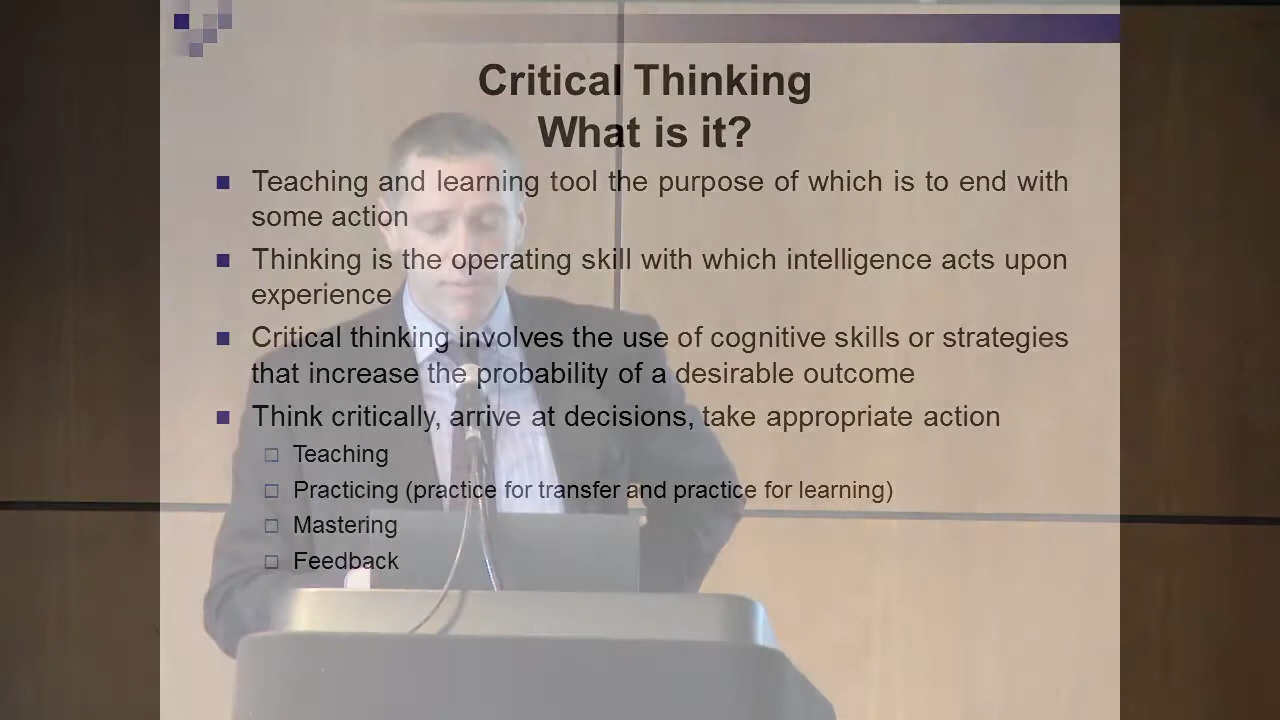 Critical Thinking
What is it?
Teaching and learning tool the purpose of which is to end with
some action
Thinking is the operating skill with which intelligence acts upon
experience
Critical thinking involves the use of cognitive skills or strategies
that increase the probability of a desirable outcome
Think critically, arrive at decisions, take appropriate action
Teaching
Practicing (practice for transfer and practice for learning)
Mastering
Feedback